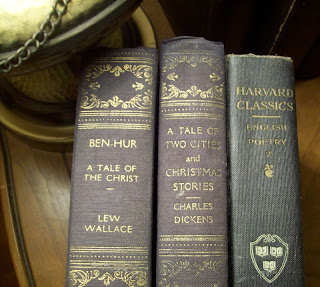 BEN-HUR
A TALE OF
THE CHRIST
LEW
WALLACE
A TALE OF
TWO CITIES
and
CHRISTMAS
STORIES
CHARLES
DICKENS
HARVARD
CLASSICS
ENGLISH
POETRY